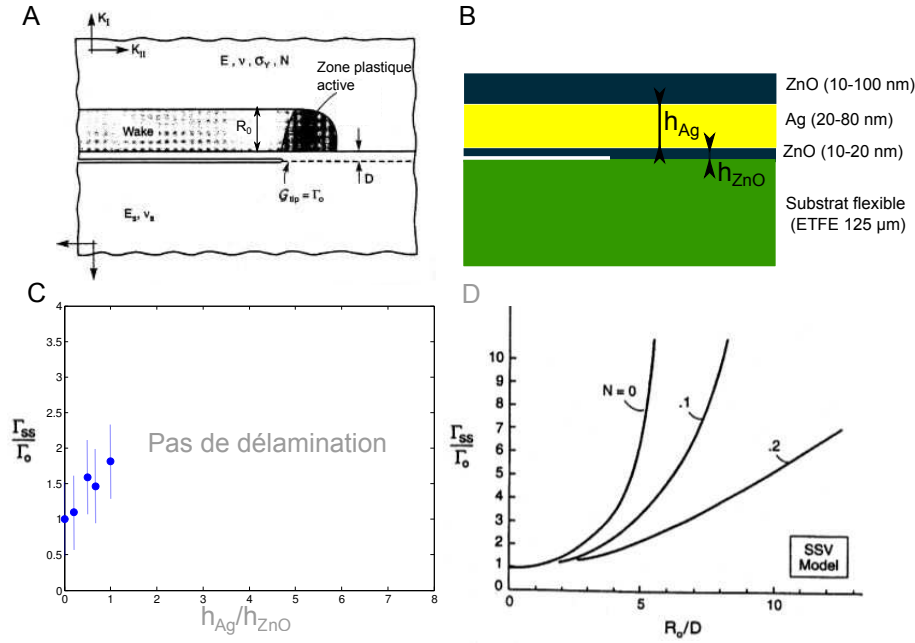 A
K_I
K_II
E , ν, σ_Y, N
Zone plastique
active
Wake
R_0
D
𝒢_tip = Γ_o
E_s, ν_s
B
ZnO (10-100 nm)
Ag (20-80 nm)
ZnO (10-20 nm)
h_Ag
h_ZnO
Substrat flexible
(ETFE 125 µm)
C
4
3.5
3
2.5
2
1.5
1
0.5
0
0 1 2 3 4 5 6 7 8
Γ_SS
Γ_o
Pas de délamination
h_Ag/h_ZnO
D
10
9
8
7
6
5
4
3
2
1
0
0 5 10
Γ_SS
Γ_o
N = 0
.1
.2
SSV
Model
R_o/D